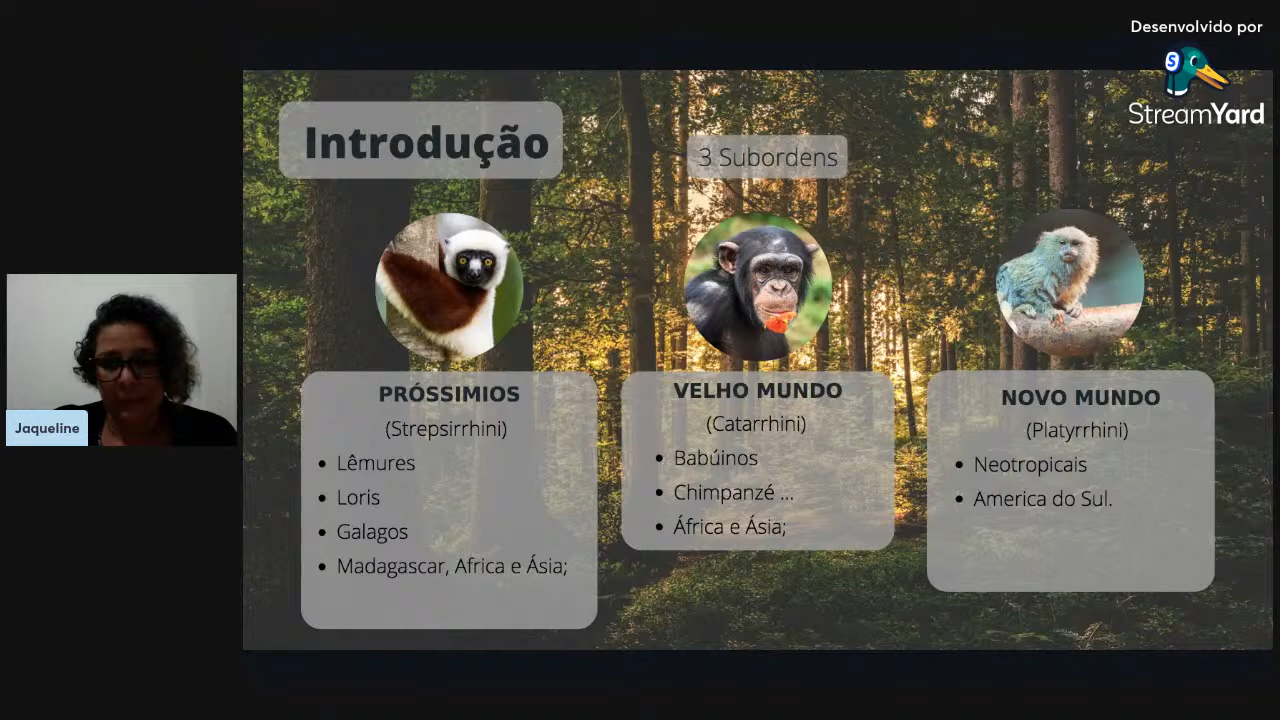 Desenvolvido por
StreamYard
Introdução
3 Subordens
PRÓSSIMIOS
(Strepsirrhini)
• Lêmures
• Loris
• Galagos
• Madagascar, Africa e Ásia;
VELHO MUNDO
(Catarrhini)
• Babúinos
• Chimpanzé ...
• África e Ásia;
NOVO MUNDO
(Platyrrhini)
• Neotropicais
• America do Sul.
Jaqueline